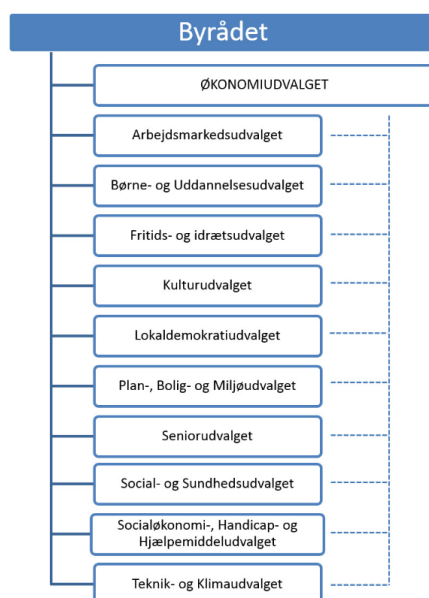 Byrådet
ØKONOMIUDVALGET
Arbejdsmarkedsudvalget
Børne- og Uddannelsesudvalget
Fritids- og idrætsudvalget
Kulturudvalget
Lokaldemokratiudvalget
Plan-, Bolig- og Miljøudvalget
Seniorudvalget
Social- og Sundhedsudvalget
Socialøkonomi-, Handicap- og
Hjælpemiddeludvalget
Teknik- og Klimaudvalget